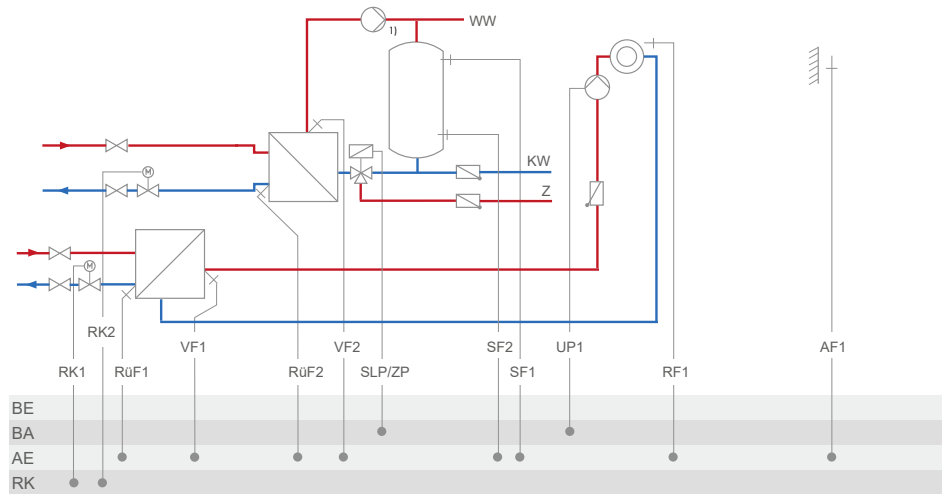 1)
WW
KW
Z
M
M
RK2
VF1
VF2
SF2
UP1
AF1
RK1
RüF1
RüF2
SLP/ZP
SF1
RF1
BE
BA
AE
RK